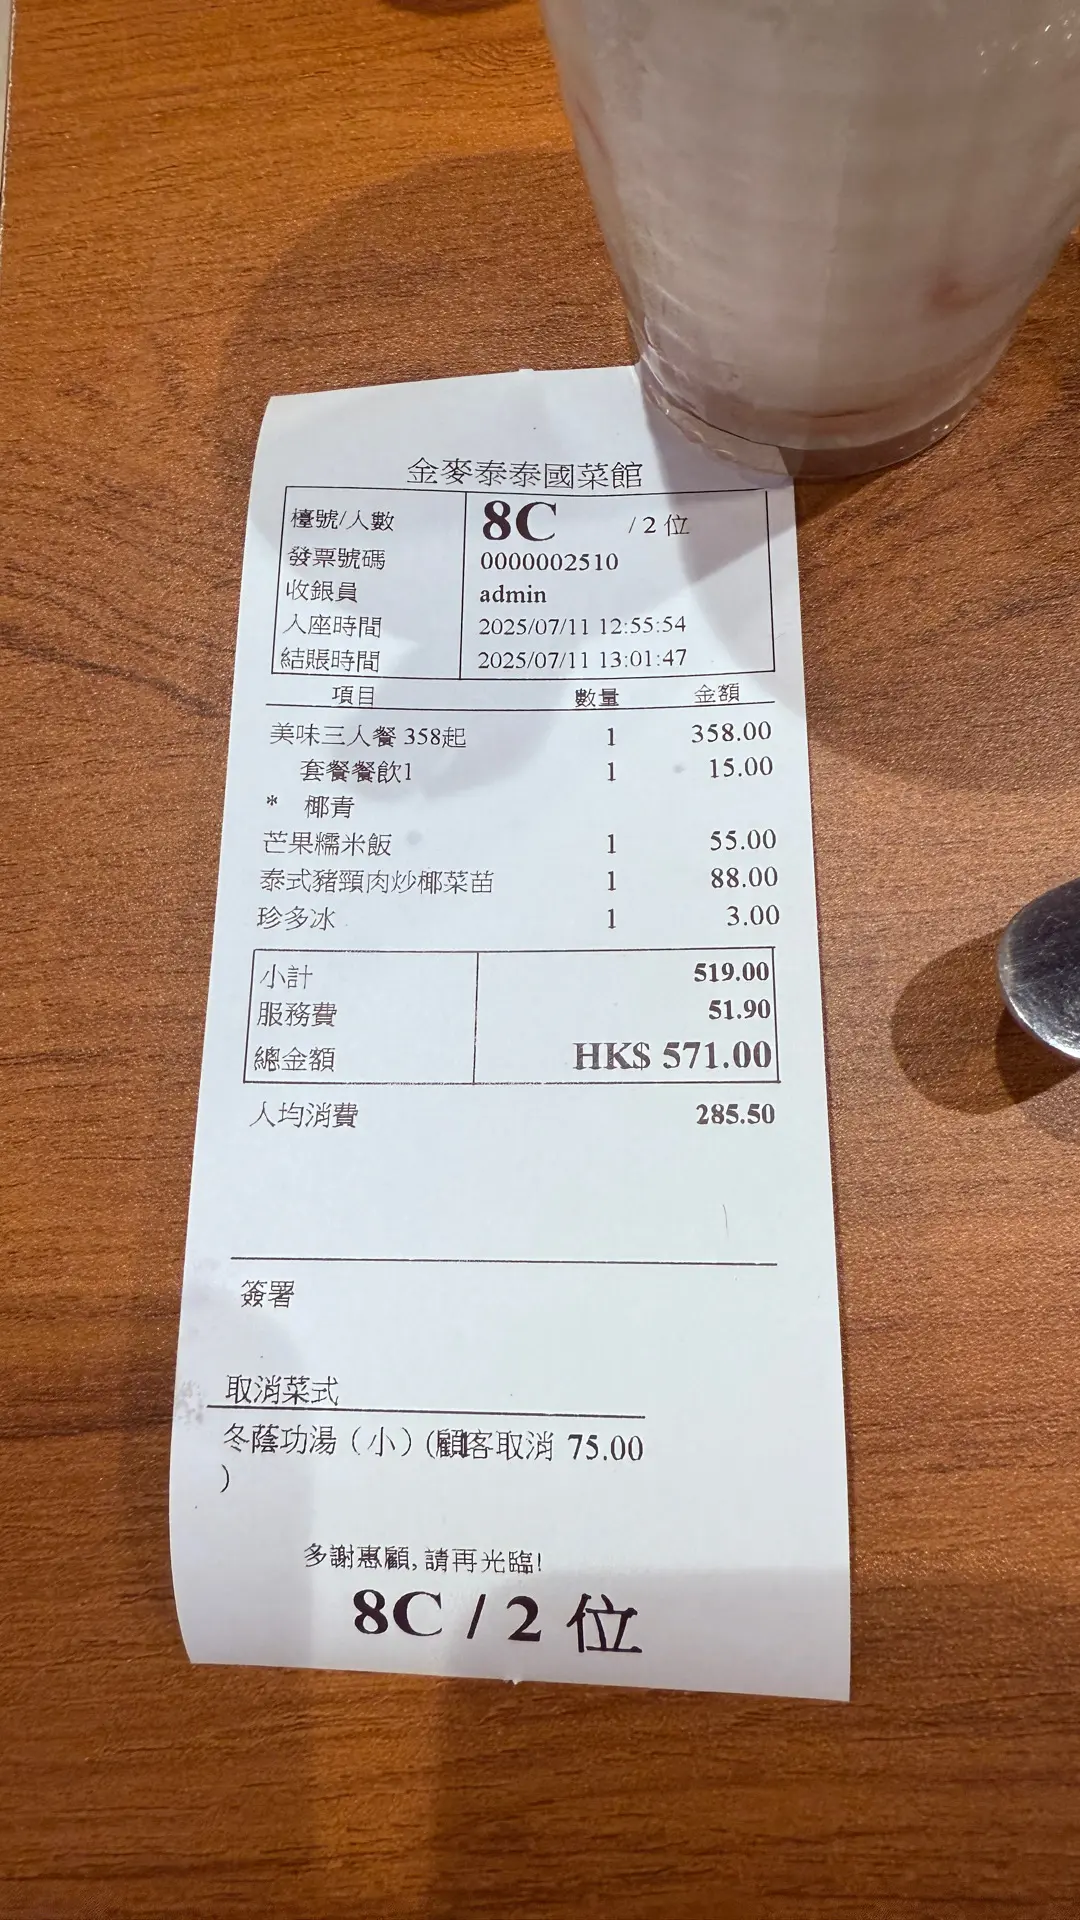 金麥泰泰國菜館
檯號/人數 8C / 2 位
發票號碼 0000002510
收銀員 admin
入座時間 2025/07/11 12:55:54
結賬時間 2025/07/11 13:01:47
項目 數量 金額
美味三人餐 358起 1 358.00
套餐餐飲1 1 15.00
* 椰青
芒果糯米飯 1 55.00
泰式豬頸肉炒椰菜苗 1 88.00
珍多冰 1 3.00
小計 519.00
服務費 51.90
總金額 HK$ 571.00
人均消費 285.50
簽署
取消菜式
冬蔭功湯（小）(顧客取消 75.00
)
多謝惠顧,請再光臨!
8C / 2 位